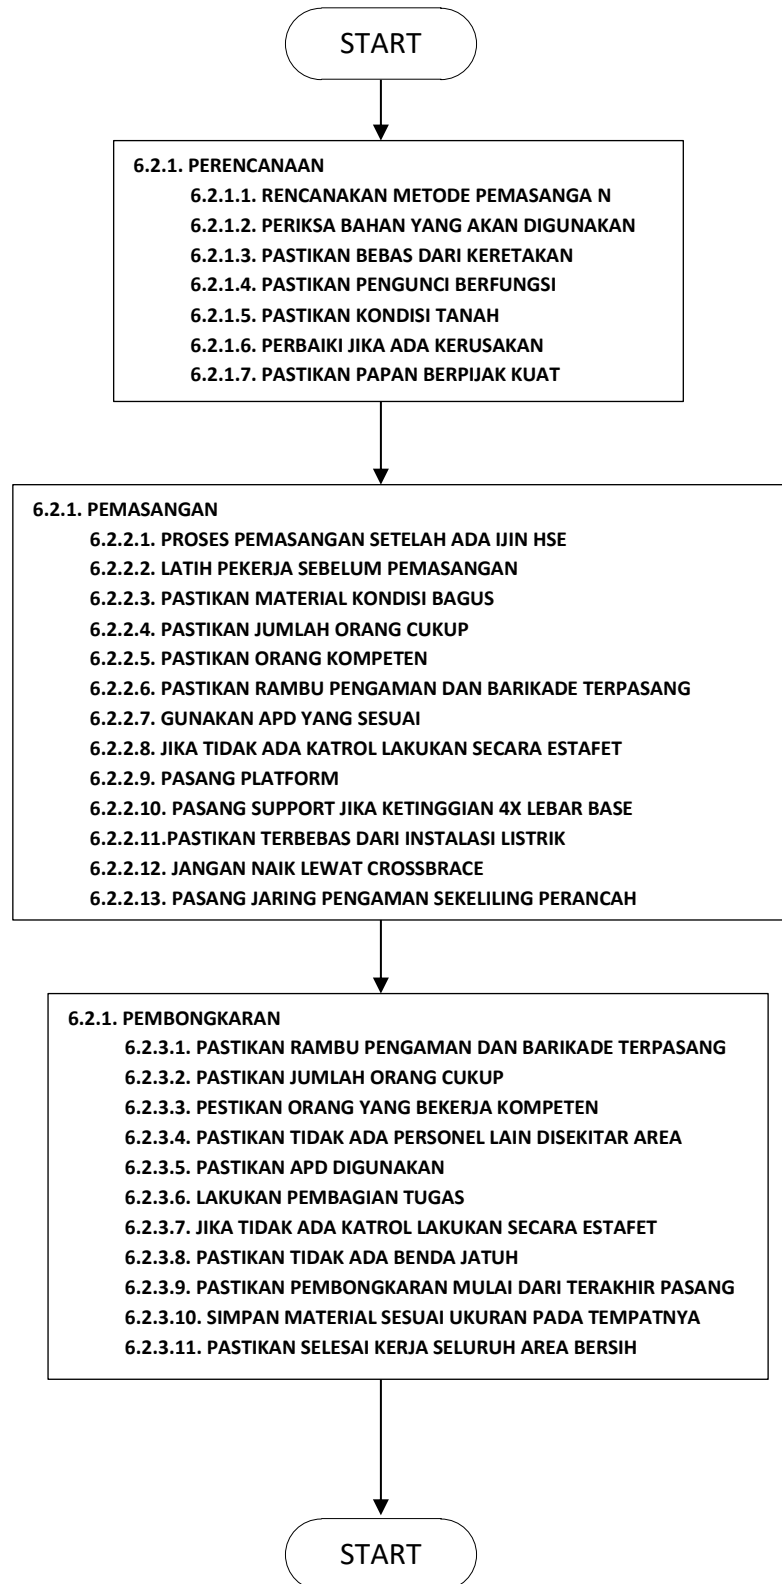 START
6.2.1. PERENCANAAN
6.2.1.1. RENCANAKAN METODE PEMASANGA N
6.2.1.2. PERIKSA BAHAN YANG AKAN DIGUNAKAN
6.2.1.3. PASTIKAN BEBAS DARI KERETAKAN
6.2.1.4. PASTIKAN PENGUNCI BERFUNGSI
6.2.1.5. PASTIKAN KONDISI TANAH
6.2.1.6. PERBAIKI JIKA ADA KERUSAKAN
6.2.1.7. PASTIKAN PAPAN BERPIJAK KUAT
6.2.1. PEMASANGAN
6.2.2.1. PROSES PEMASANGAN SETELAH ADA IJIN HSE
6.2.2.2. LATIH PEKERJA SEBELUM PEMASANGAN
6.2.2.3. PASTIKAN MATERIAL KONDISI BAGUS
6.2.2.4. PASTIKAN JUMLAH ORANG CUKUP
6.2.2.5. PASTIKAN ORANG KOMPETEN
6.2.2.6. PASTIKAN RAMBU PENGAMAN DAN BARIKADE TERPASANG
6.2.2.7. GUNAKAN APD YANG SESUAI
6.2.2.8. JIKA TIDAK ADA KATROL LAKUKAN SECARA ESTAFET
6.2.2.9. PASANG PLATFORM
6.2.2.10. PASANG SUPPORT JIKA KETINGGIAN 4X LEBAR BASE
6.2.2.11.PASTIKAN TERBEBAS DARI INSTALASI LISTRIK
6.2.2.12. JANGAN NAIK LEWAT CROSSBRACE
6.2.2.13. PASANG JARING PENGAMAN SEKELILING PERANCAH
6.2.1. PEMBONGKARAN
6.2.3.1. PASTIKAN RAMBU PENGAMAN DAN BARIKADE TERPASANG
6.2.3.2. PASTIKAN JUMLAH ORANG CUKUP
6.2.3.3. PESTIKAN ORANG YANG BEKERJA KOMPETEN
6.2.3.4. PASTIKAN TIDAK ADA PERSONEL LAIN DISEKITAR AREA
6.2.3.5. PASTIKAN APD DIGUNAKAN
6.2.3.6. LAKUKAN PEMBAGIAN TUGAS
6.2.3.7. JIKA TIDAK ADA KATROL LAKUKAN SECARA ESTAFET
6.2.3.8. PASTIKAN TIDAK ADA BENDA JATUH
6.2.3.9. PASTIKAN PEMBONGKARAN MULAI DARI TERAKHIR PASANG
6.2.3.10. SIMPAN MATERIAL SESUAI UKURAN PADA TEMPATNYA
6.2.3.11. PASTIKAN SELESAI KERJA SELURUH AREA BERSIH
START